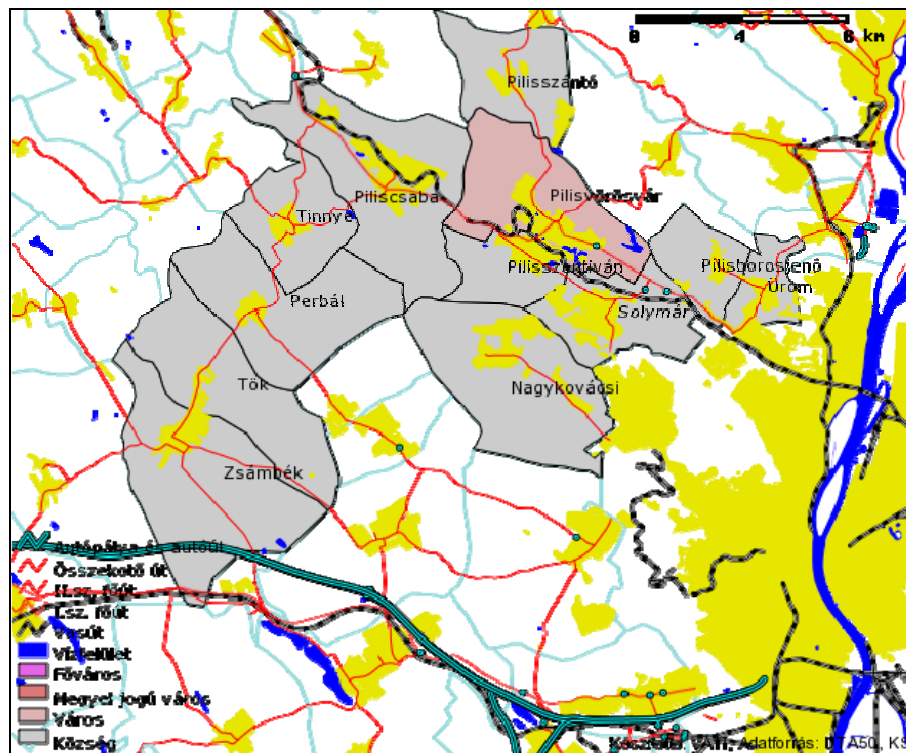 0 4 8 km
Pilisszántó
Piliscsaba
Pilisvörösvár
Tinnye
Pilisszentiván
Pilisborosjenő
Üröm
Perbál
Solymár
Tök
Nagykovácsi
Zsámbék
Autópálya és autóút
Összekötő út
II.sz. főút
I.sz. főút
Vasút
Vízfelület
Főváros
Megyei jogú város
Város
Község
Adatforrás: DTA50, KS